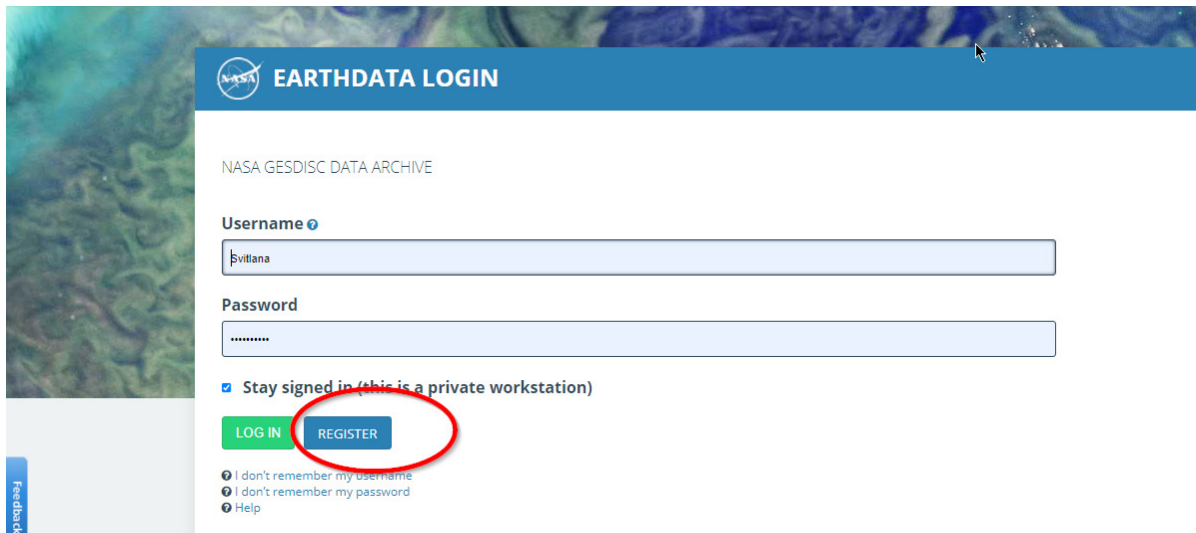 NASA
EARTHDATA LOGIN
NASA GESDISC DATA ARCHIVE
Username
Svitlana
Password
••••••••••
Stay signed in (this is a private workstation)
LOG IN REGISTER
I don't remember my username
I don't remember my password
Help
Feedback